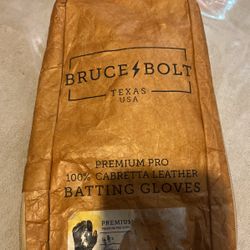 BRUCE BOLT
TEXAS
USA
PREMIUM PRO
100% CABRETTA LEATHER
BATTING GLOVES
PREMIUM